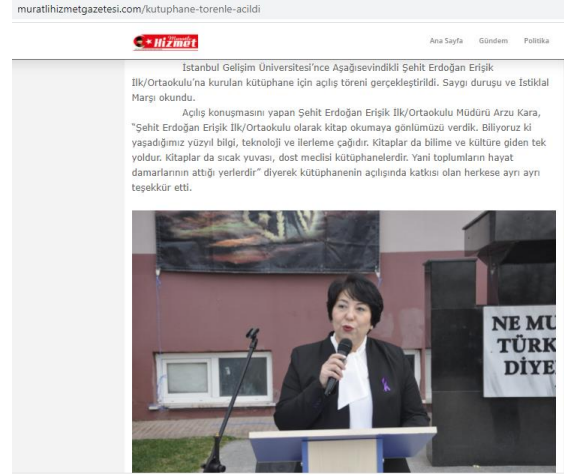 muratlihizmetgazetesi.com/kutuphane-torenle-acildi
Hizmet
Ana Sayfa Gündem Politika
İstanbul Gelişim Üniversitesi'nce Aşağısevindikli Şehit Erdoğan Erişik
İlk/Ortaokulu'na kurulan kütüphane için açılış töreni gerçekleştirildi. Saygı duruşu ve İstiklal
Marşı okundu.
Açılış konuşmasını yapan Şehit Erdoğan Erişik İlk/Ortaokulu Müdürü Arzu Kara,
“Şehit Erdoğan Erişik İlk/Ortaokulu olarak kitap okumaya gönlümüzü verdik. Biliyoruz ki
yaşadığımız yüzyıl bilgi, teknoloji ve ilerleme çağıdır. Kitaplar da bilime ve kültüre giden tek
yoldur. Kitaplar da sıcak yuvası, dost meclisi kütüphanelerdir. Yani toplumların hayat
damarlarının attığı yerlerdir” diyerek kütüphanenin açılışında katkısı olan herkese ayrı ayrı
teşekkür etti.
NE MU
TÜRK
DİYE